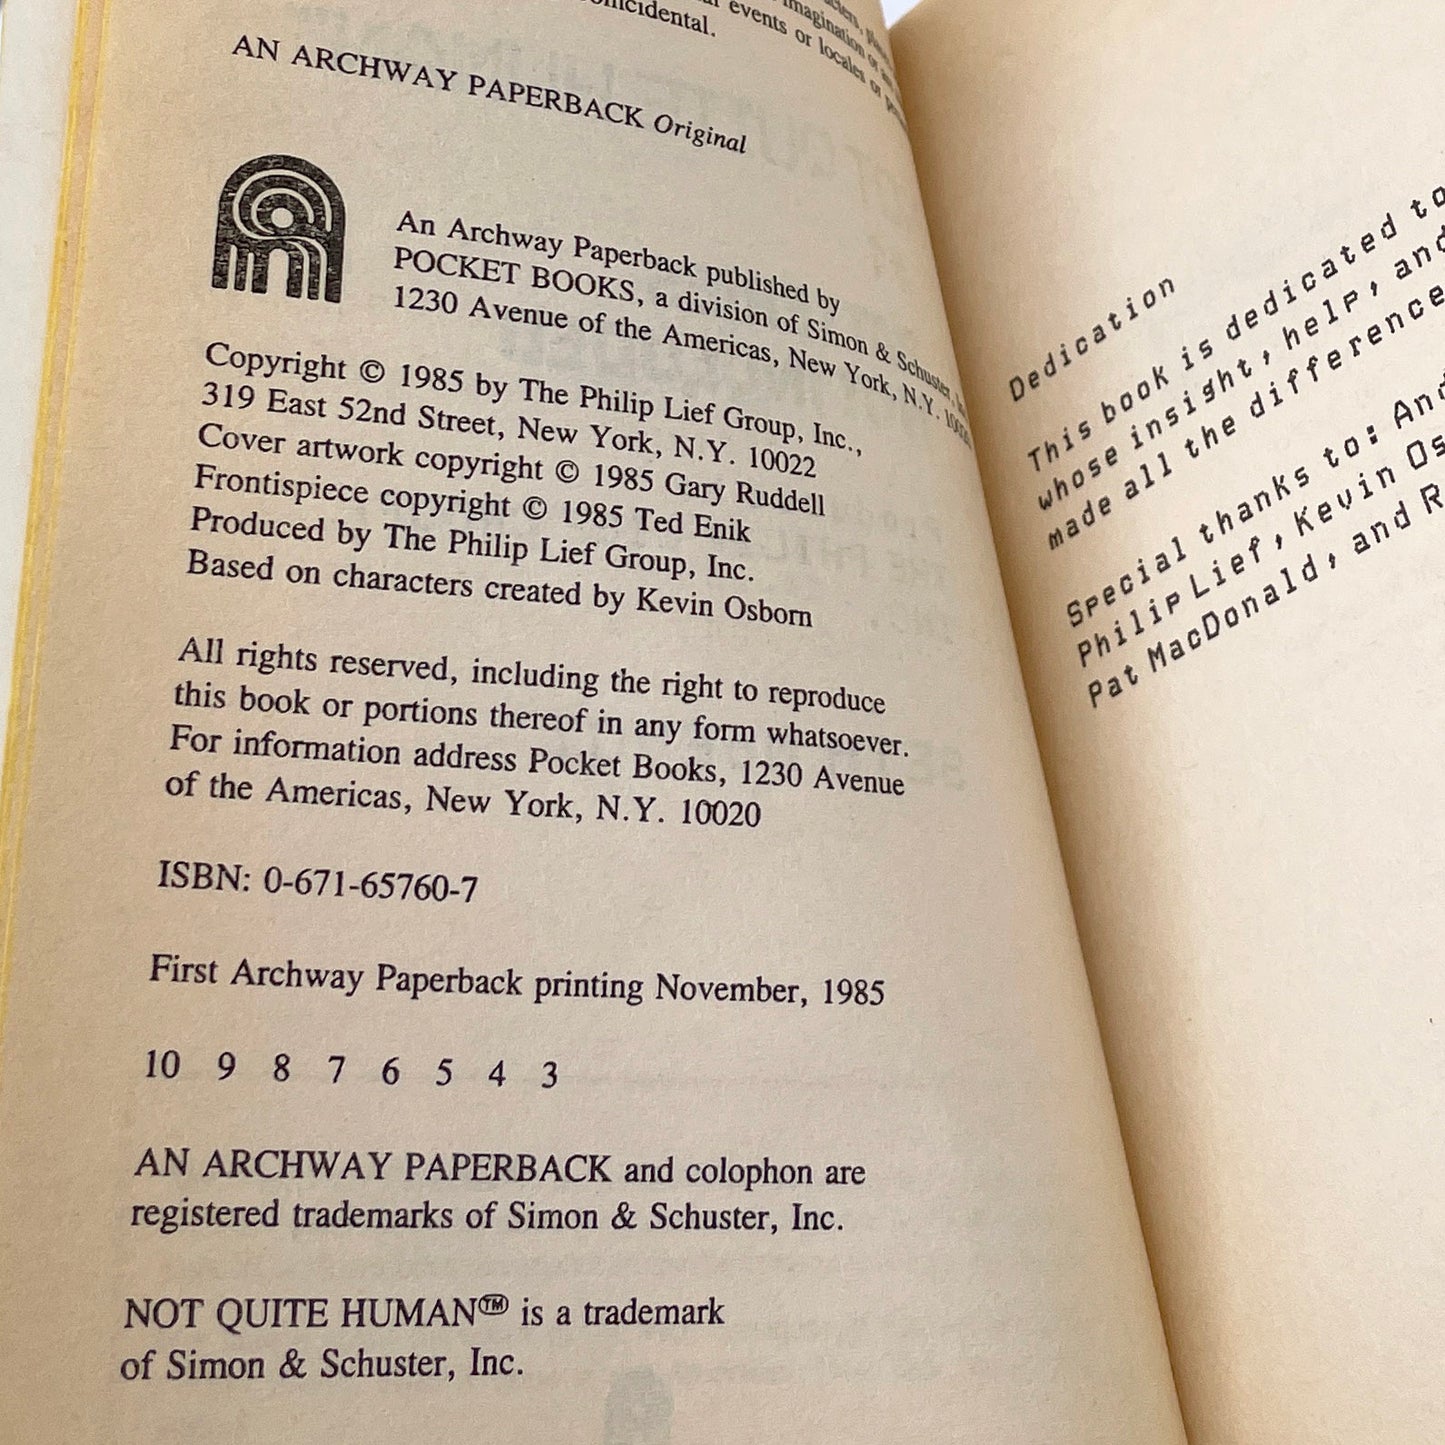 events or locales or
coincidental.
AN ARCHWAY PAPERBACK Original
An Archway Paperback published by
POCKET BOOKS, a division of Simon & Schuster,
1230 Avenue of the Americas, New York, N.Y.
Copyright © 1985 by The Philip Lief Group, Inc.,
319 East 52nd Street, New York, N.Y. 10022
Cover artwork copyright © 1985 Gary Ruddell
Frontispiece copyright © 1985 Ted Enik
Produced by The Philip Lief Group, Inc.
Based on characters created by Kevin Osborn
All rights reserved, including the right to reproduce
this book or portions thereof in any form whatsoever.
For information address Pocket Books, 1230 Avenue
of the Americas, New York, N.Y. 10020
ISBN: 0-671-65760-7
First Archway Paperback printing November, 1985
10 9 8 7 6 5 4 3
AN ARCHWAY PAPERBACK and colophon are
registered trademarks of Simon & Schuster, Inc.
NOT QUITE HUMAN™ is a trademark
of Simon & Schuster, Inc.
Dedication
This book is dedicated to
whose insight, help, and
made all the difference
Special thanks to: And
Philip Lief, Kevin Os
Pat MacDonald, and R